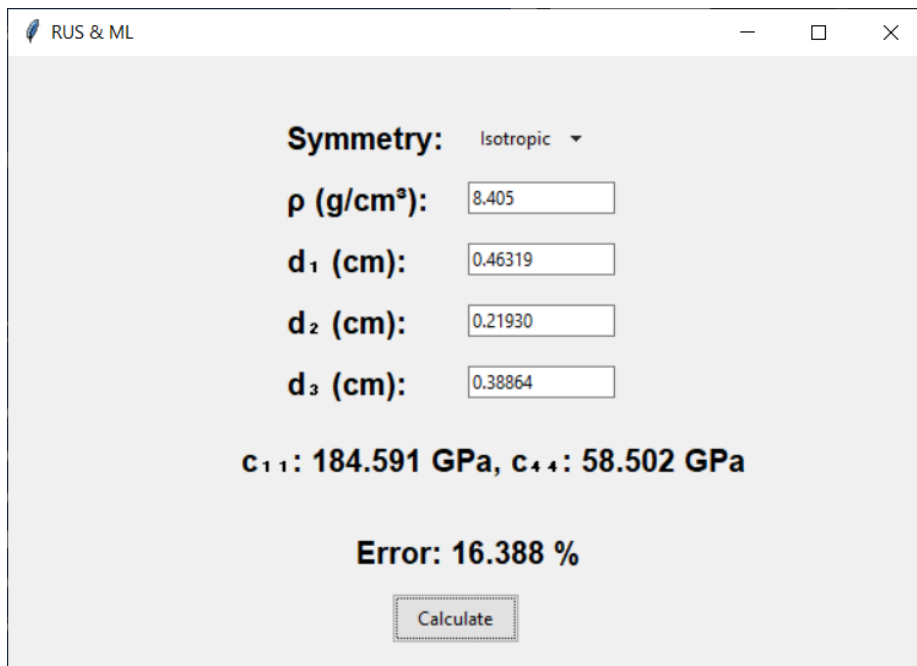 RUS & ML
Symmetry: Isotropic
ρ (g/cm³): 8.405
d₁ (cm): 0.46319
d₂ (cm): 0.21930
d₃ (cm): 0.38864
c₁₁: 184.591 GPa, c₄₄: 58.502 GPa
Error: 16.388 %
Calculate